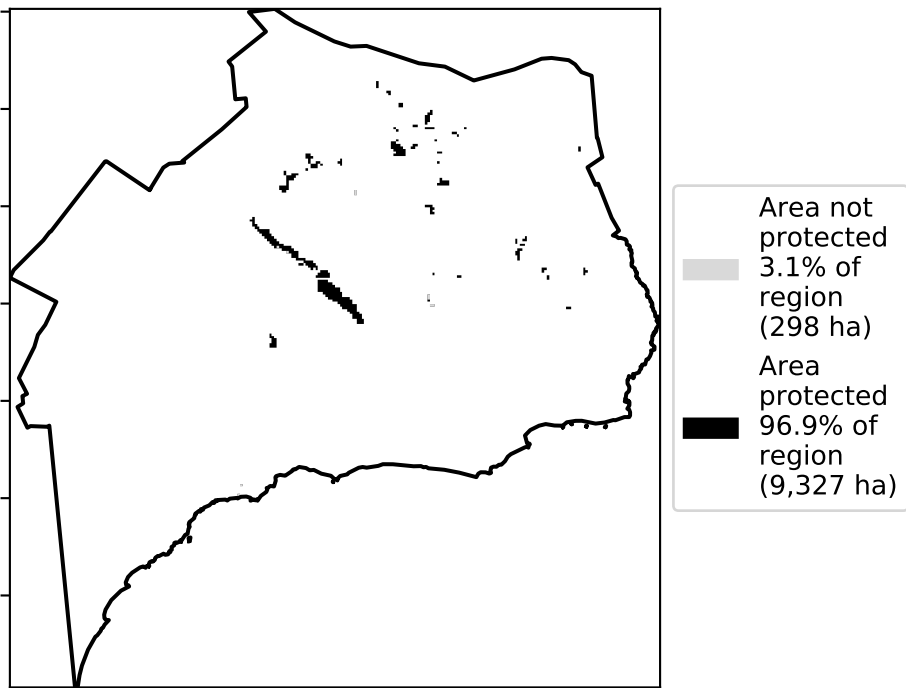 Area not
protected
3.1% of
region
(298 ha)
Area
protected
96.9% of
region
(9,327 ha)